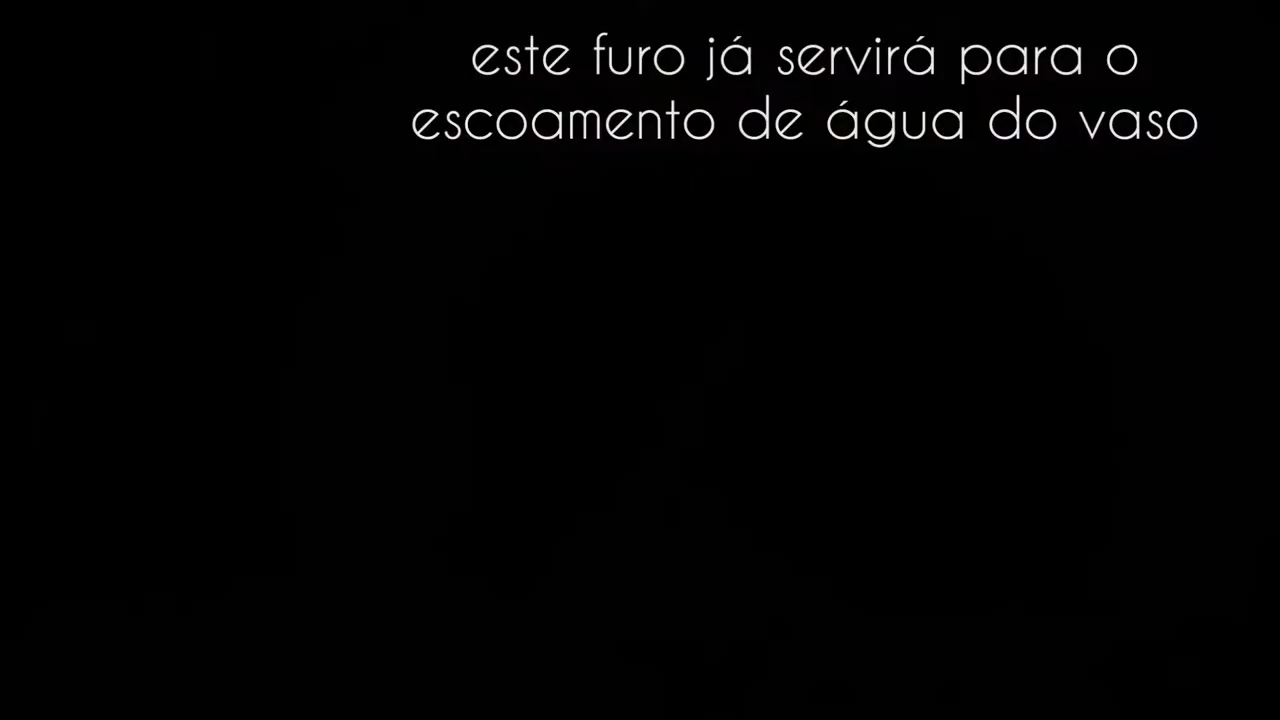 este furo já servirá para o
escoamento de água do vaso